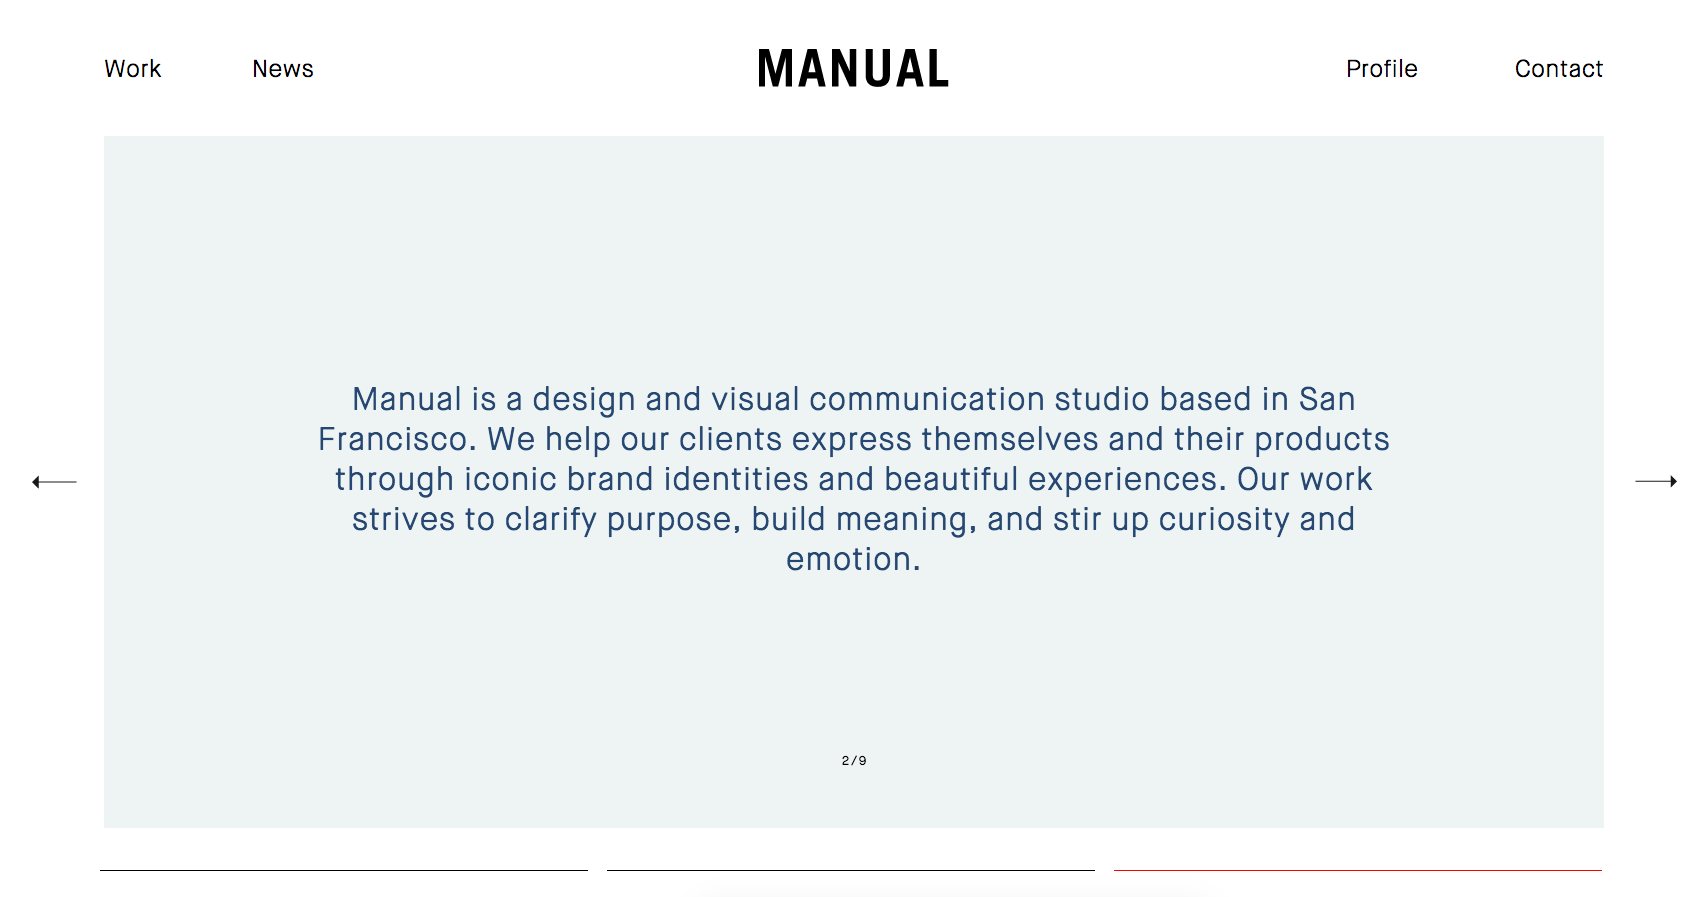 Work News MANUAL Profile Contact
Manual is a design and visual communication studio based in San
Francisco. We help our clients express themselves and their products
through iconic brand identities and beautiful experiences. Our work
strives to clarify purpose, build meaning, and stir up curiosity and
emotion.
2/9